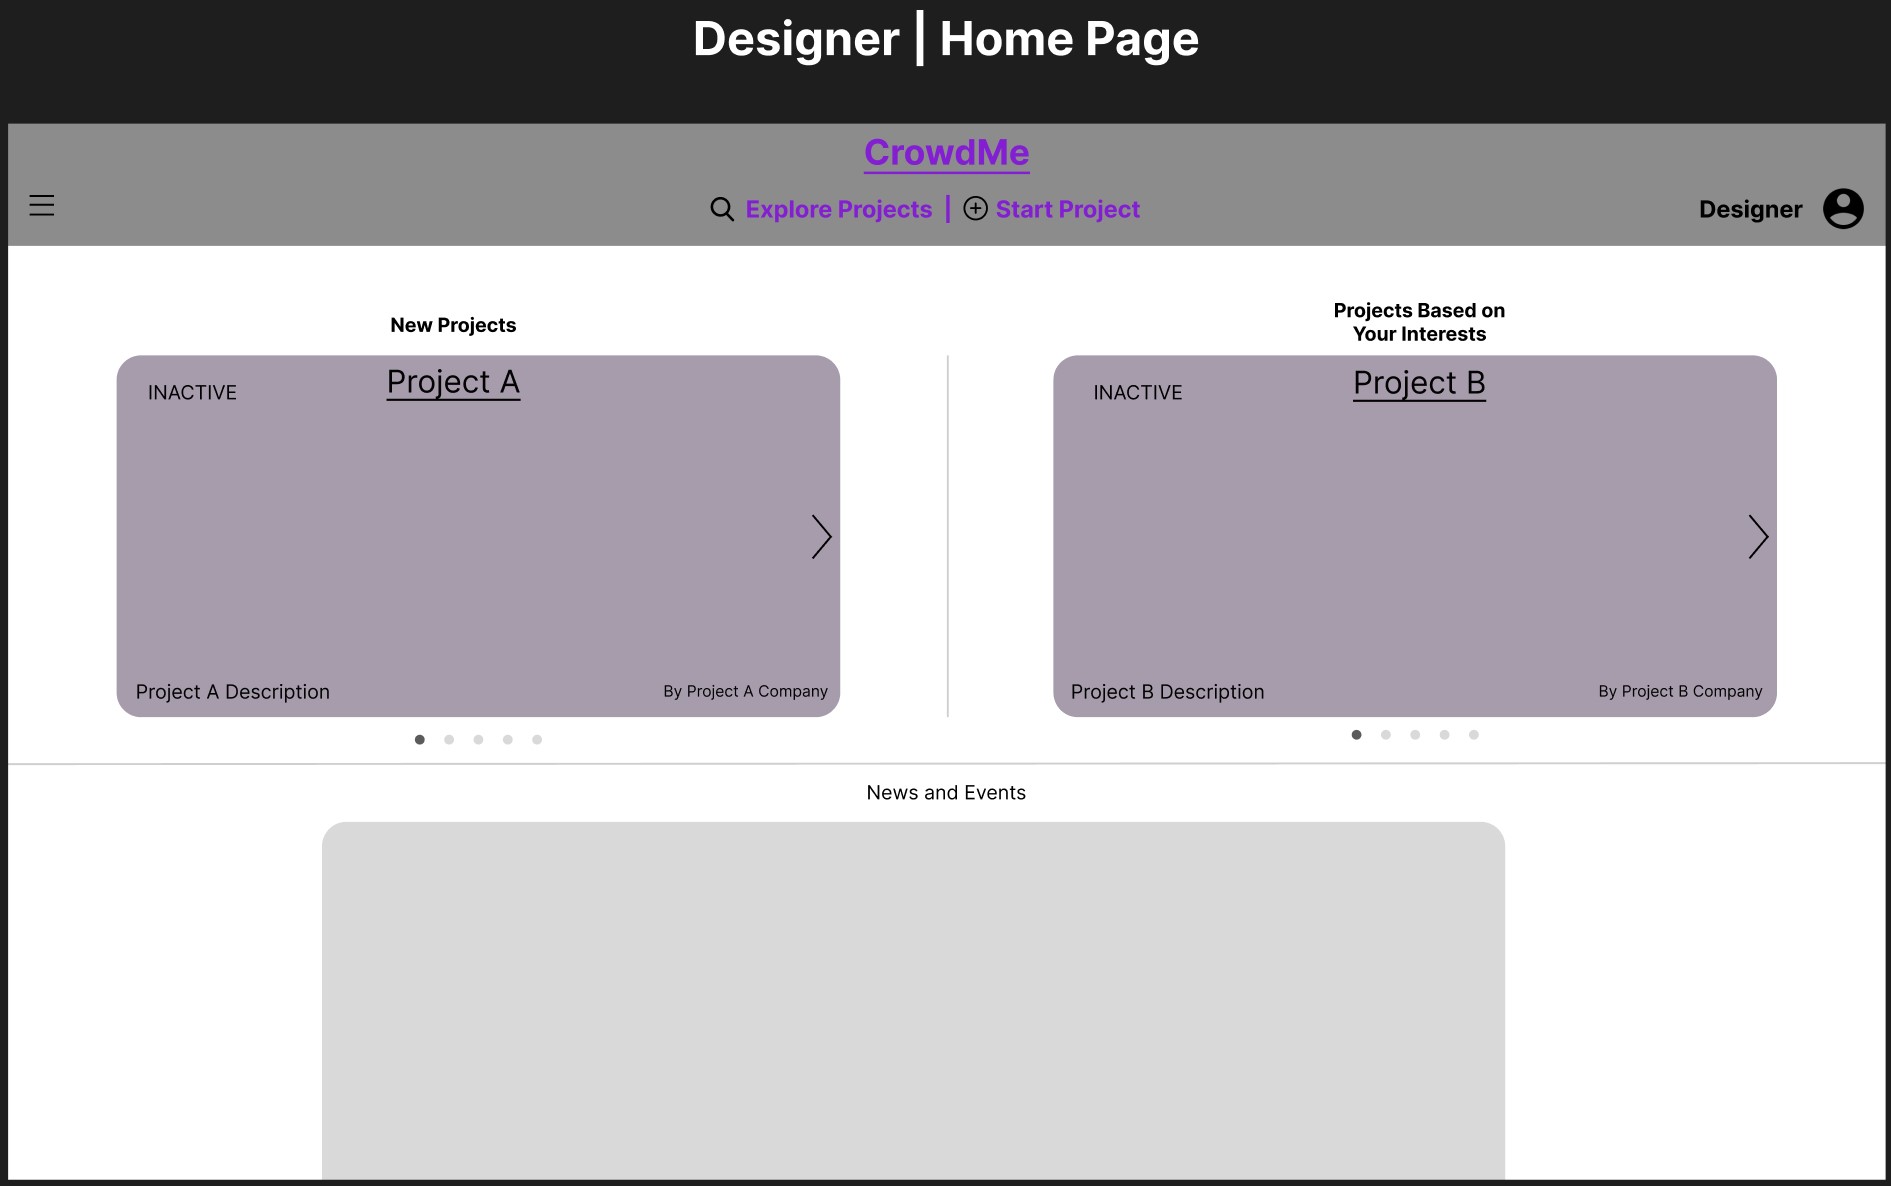 Designer | Home Page
CrowdMe
Explore Projects | Start Project
Designer
New Projects
Projects Based on
Your Interests
INACTIVE
Project A
Project A Description
By Project A Company
INACTIVE
Project B
Project B Description
By Project B Company
News and Events